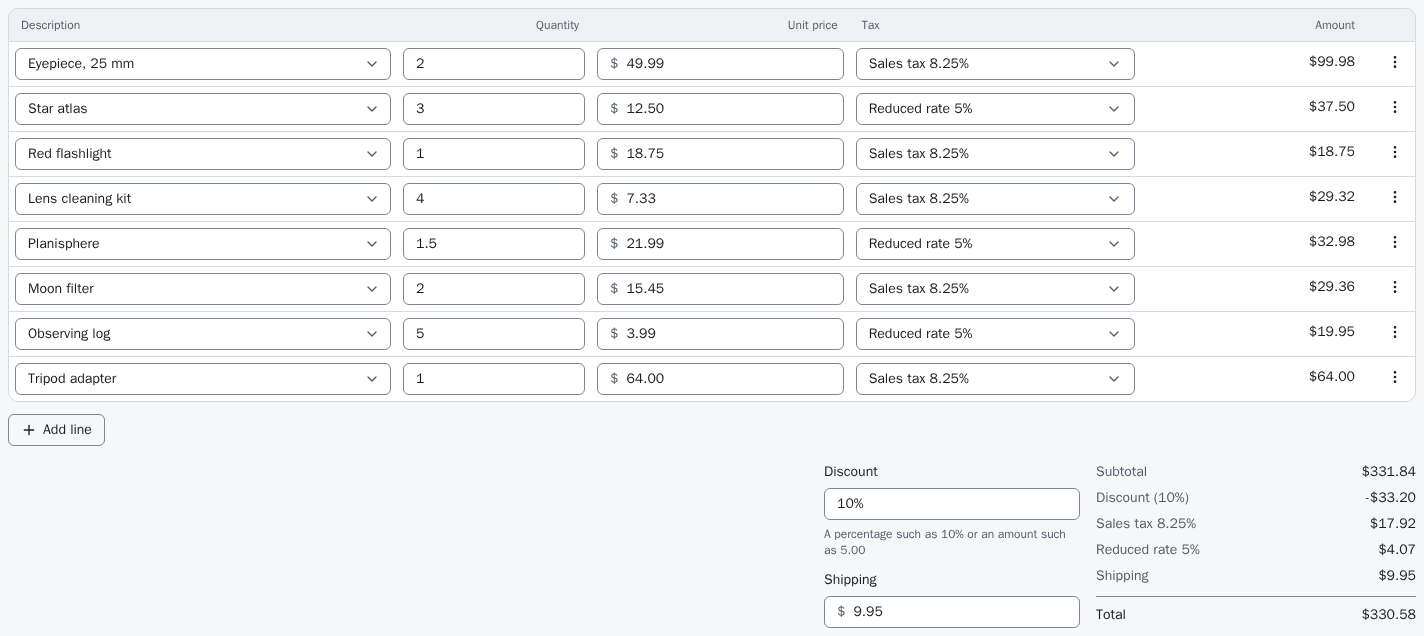 Description Quantity Unit price Tax Amount
Eyepiece, 25 mm 2 $ 49.99 Sales tax 8.25% $99.98
Star atlas 3 $ 12.50 Reduced rate 5% $37.50
Red flashlight 1 $ 18.75 Sales tax 8.25% $18.75
Lens cleaning kit 4 $ 7.33 Sales tax 8.25% $29.32
Planisphere 1.5 $ 21.99 Reduced rate 5% $32.98
Moon filter 2 $ 15.45 Sales tax 8.25% $29.36
Observing log 5 $ 3.99 Reduced rate 5% $19.95
Tripod adapter 1 $ 64.00 Sales tax 8.25% $64.00
Add line
Discount
10%
A percentage such as 10% or an amount such
as 5.00
Shipping
$ 9.95
Subtotal $331.84
Discount (10%) -$33.20
Sales tax 8.25% $17.92
Reduced rate 5% $4.07
Shipping $9.95
Total $330.58